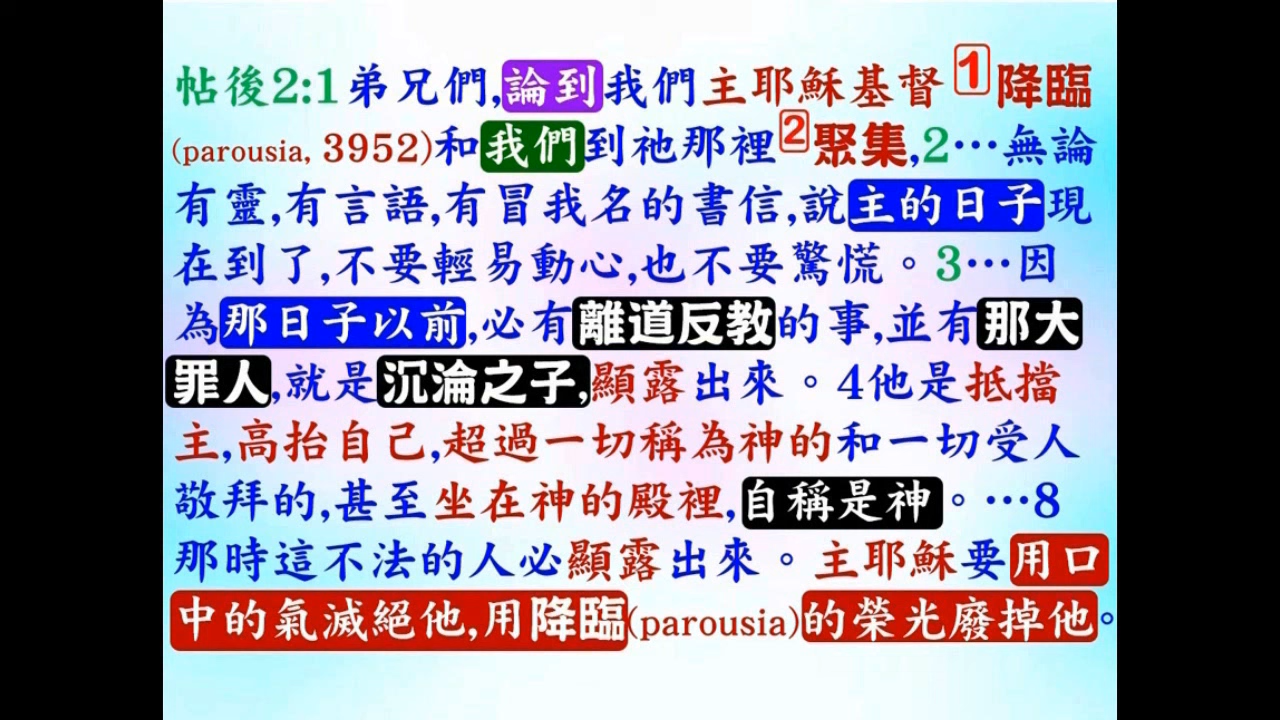 帖後2:1弟兄們,論到我們主耶穌基督1降臨
(parousia, 3952)和我們到祂那裡2聚集,2…無論
有靈,有言語,有冒我名的書信,說主的日子現
在到了,不要輕易動心,也不要驚慌。3…因
為那日子以前,必有離道反教的事,並有那大
罪人,就是沉淪之子,顯露出來。4他是抵擋
主,高抬自己,超過一切稱為神的和一切受人
敬拜的,甚至坐在神的殿裡,自稱是神。…8
那時這不法的人必顯露出來。主耶穌要用口
中的氣滅絕他,用降臨(parousia)的榮光廢掉他。